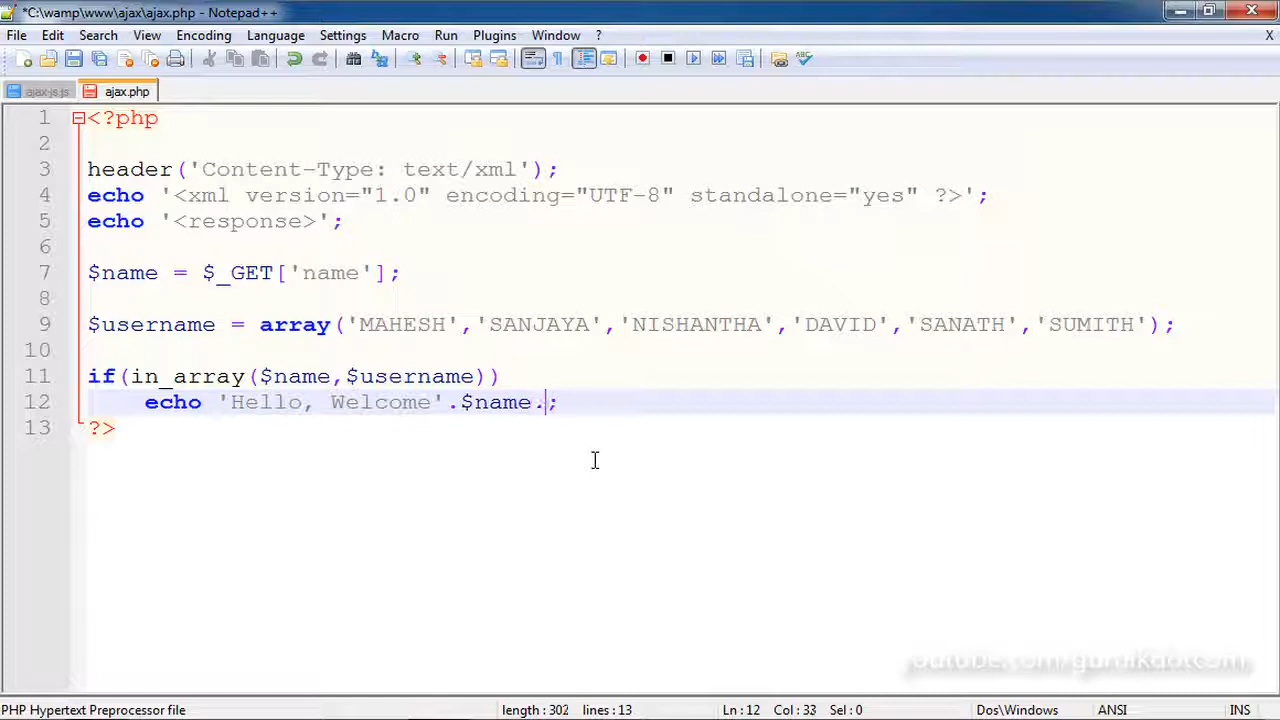 *C:\wamp\www\ajax\ajax.php - Notepad++
File Edit Search View Encoding Language Settings Macro Run Plugins Window ? X
ajax-js.js ajax.php
1 <?php
2
3 header('Content-Type: text/xml');
4 echo '<xml version="1.0" encoding="UTF-8" standalone="yes" ?>';
5 echo '<response>';
6
7 $name = $_GET['name'];
8
9 $username = array('MAHESH','SANJAYA','NISHANTHA','DAVID','SANATH','SUMITH');
10
11 if(in_array($name,$username))
12 echo 'Hello, Welcome'.$name.;
13 ?>
PHP Hypertext Preprocessor file length : 302 lines : 13 Ln : 12 Col : 33 Sel : 0 Dos\Windows ANSI INS